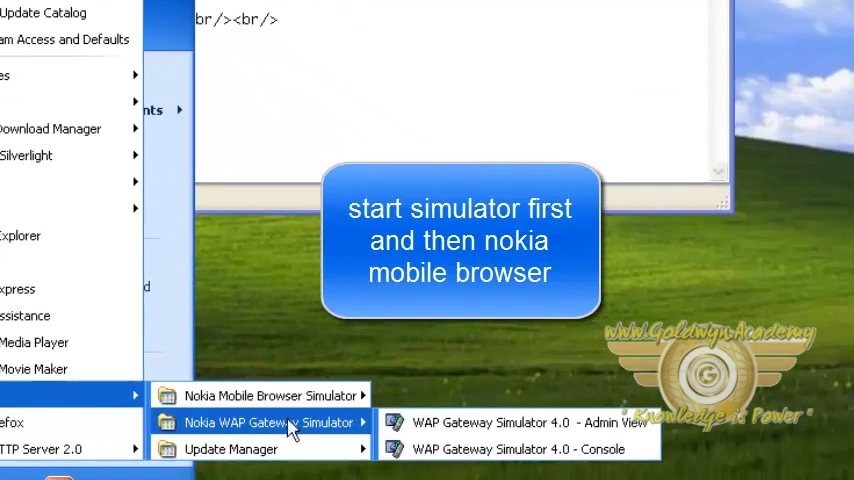 Update Catalog
am Access and Defaults
br/><br/>
es
ents
Download Manager
Silverlight
Explorer
xpress
d
ssistance
Media Player
Movie Maker
efox
TTP Server 2.0
start simulator first
and then nokia
mobile browser
www.GoldwynAcademy
G
" Knowledge is Power "
Nokia Mobile Browser Simulator
Nokia WAP Gateway Simulator
Update Manager
WAP Gateway Simulator 4.0 - Admin View
WAP Gateway Simulator 4.0 - Console